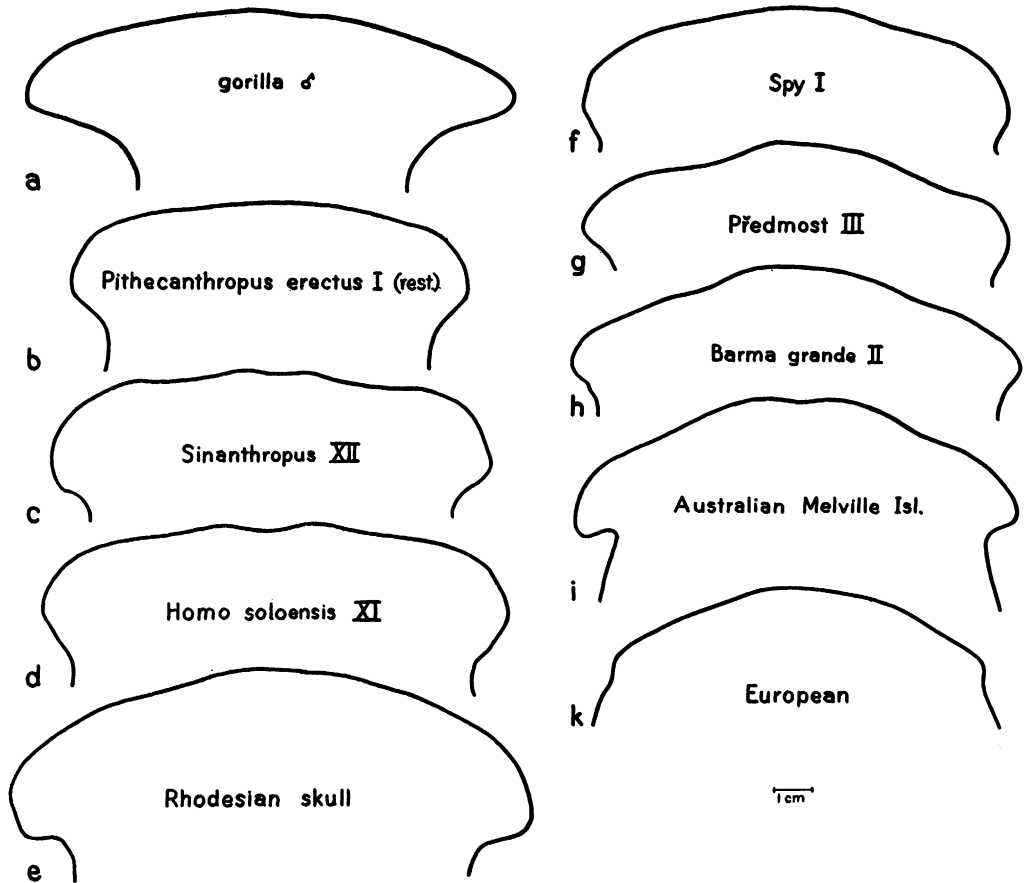 gorilla ♂
a
Pithecanthropus erectus I (rest.)
b
Sinanthropus XII
c
Homo soloensis XI
d
Rhodesian skull
e
Spy I
f
Předmost III
g
Barma grande II
h
Australian Melville Isl.
i
European
k
1 cm